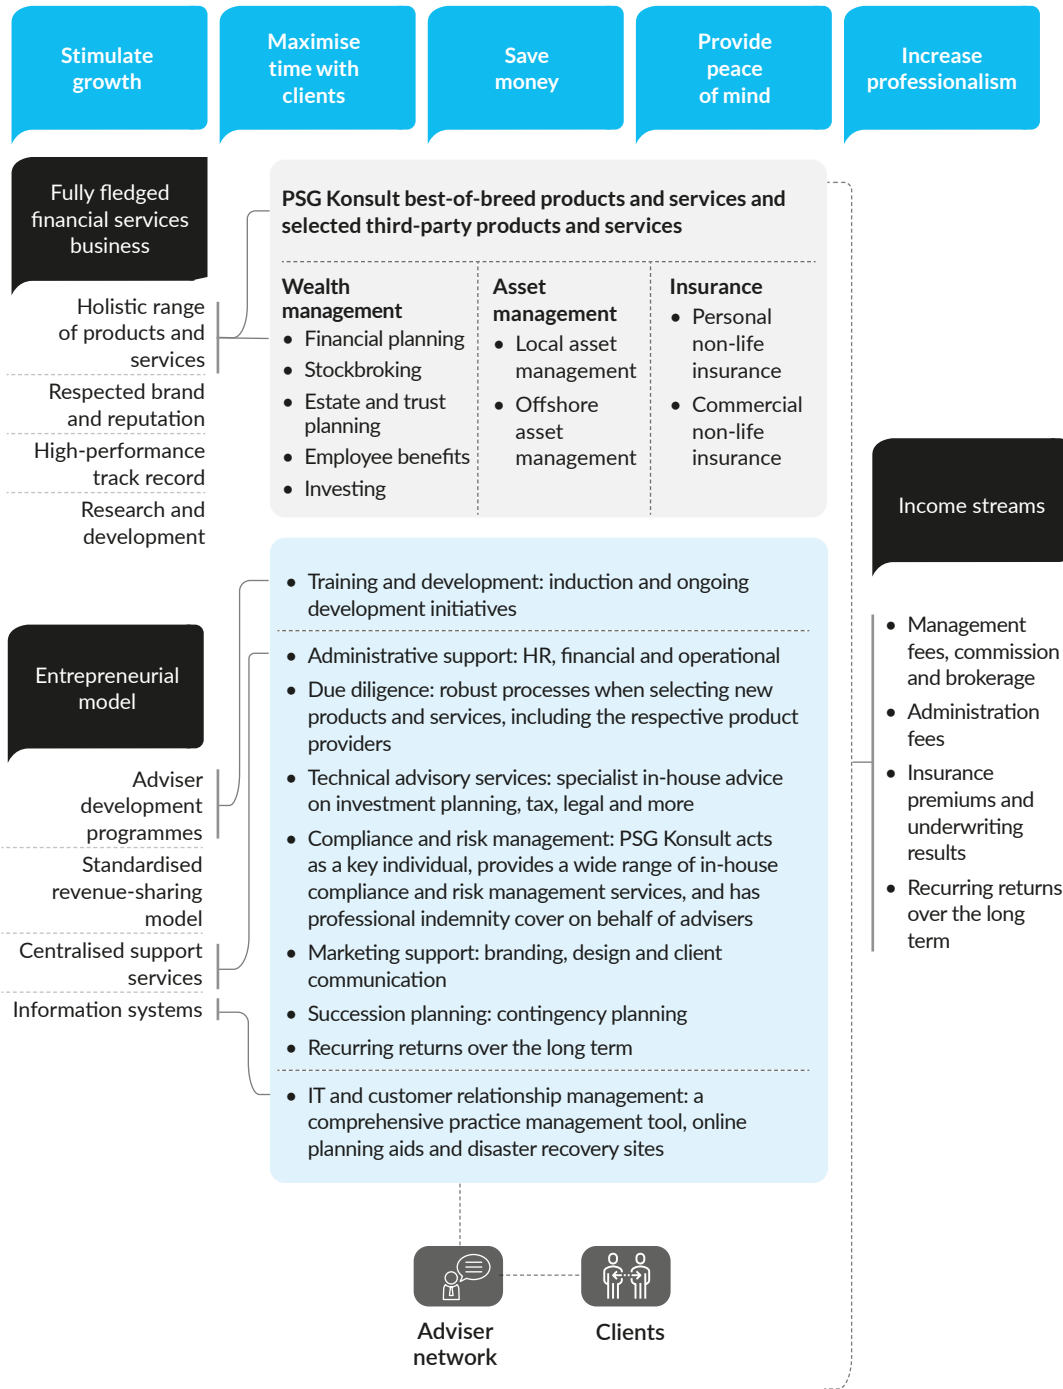 Stimulate
growth
Maximise
time with
clients
Save
money
Provide
peace
of mind
Increase
professionalism
Fully fledged
financial services
business
Holistic range
of products and
services
Respected brand
and reputation
High-performance
track record
Research and
development
PSG Konsult best-of-breed products and services and
selected third-party products and services
Wealth
management
• Financial planning
• Stockbroking
• Estate and trust
planning
• Employee benefits
• Investing
Asset
management
• Local asset
management
• Offshore
asset
management
Insurance
• Personal
non-life
insurance
• Commercial
non-life
insurance
Entrepreneurial
model
Adviser
development
programmes
Standardised
revenue-sharing
model
Centralised support
services
Information systems
• Training and development: induction and ongoing
development initiatives
• Administrative support: HR, financial and operational
• Due diligence: robust processes when selecting new
products and services, including the respective product
providers
• Technical advisory services: specialist in-house advice
on investment planning, tax, legal and more
• Compliance and risk management: PSG Konsult acts
as a key individual, provides a wide range of in-house
compliance and risk management services, and has
professional indemnity cover on behalf of advisers
• Marketing support: branding, design and client
communication
• Succession planning: contingency planning
• Recurring returns over the long term
• IT and customer relationship management: a
comprehensive practice management tool, online
planning aids and disaster recovery sites
Income streams
• Management
fees, commission
and brokerage
• Administration
fees
• Insurance
premiums and
underwriting
results
• Recurring returns
over the long
term
Adviser
network
Clients